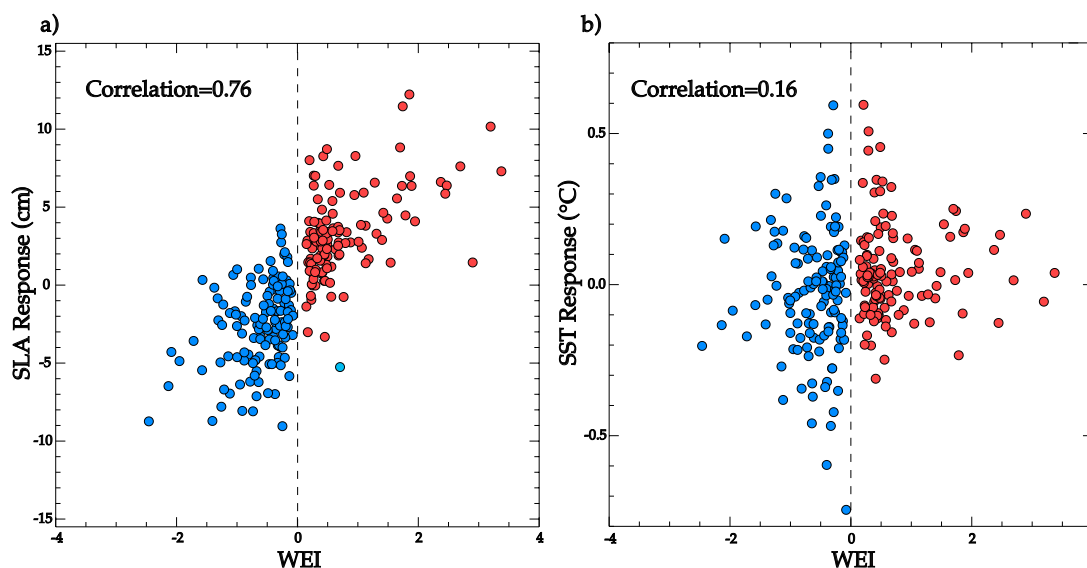 a)
Correlation=0.76
SLA Response (cm)
15
10
5
0
-5
-10
-15
-4
-2
0
2
4
WEI
b)
Correlation=0.16
SST Response (°C)
0.5
0.0
-0.5
-4
-2
0
2
WEI